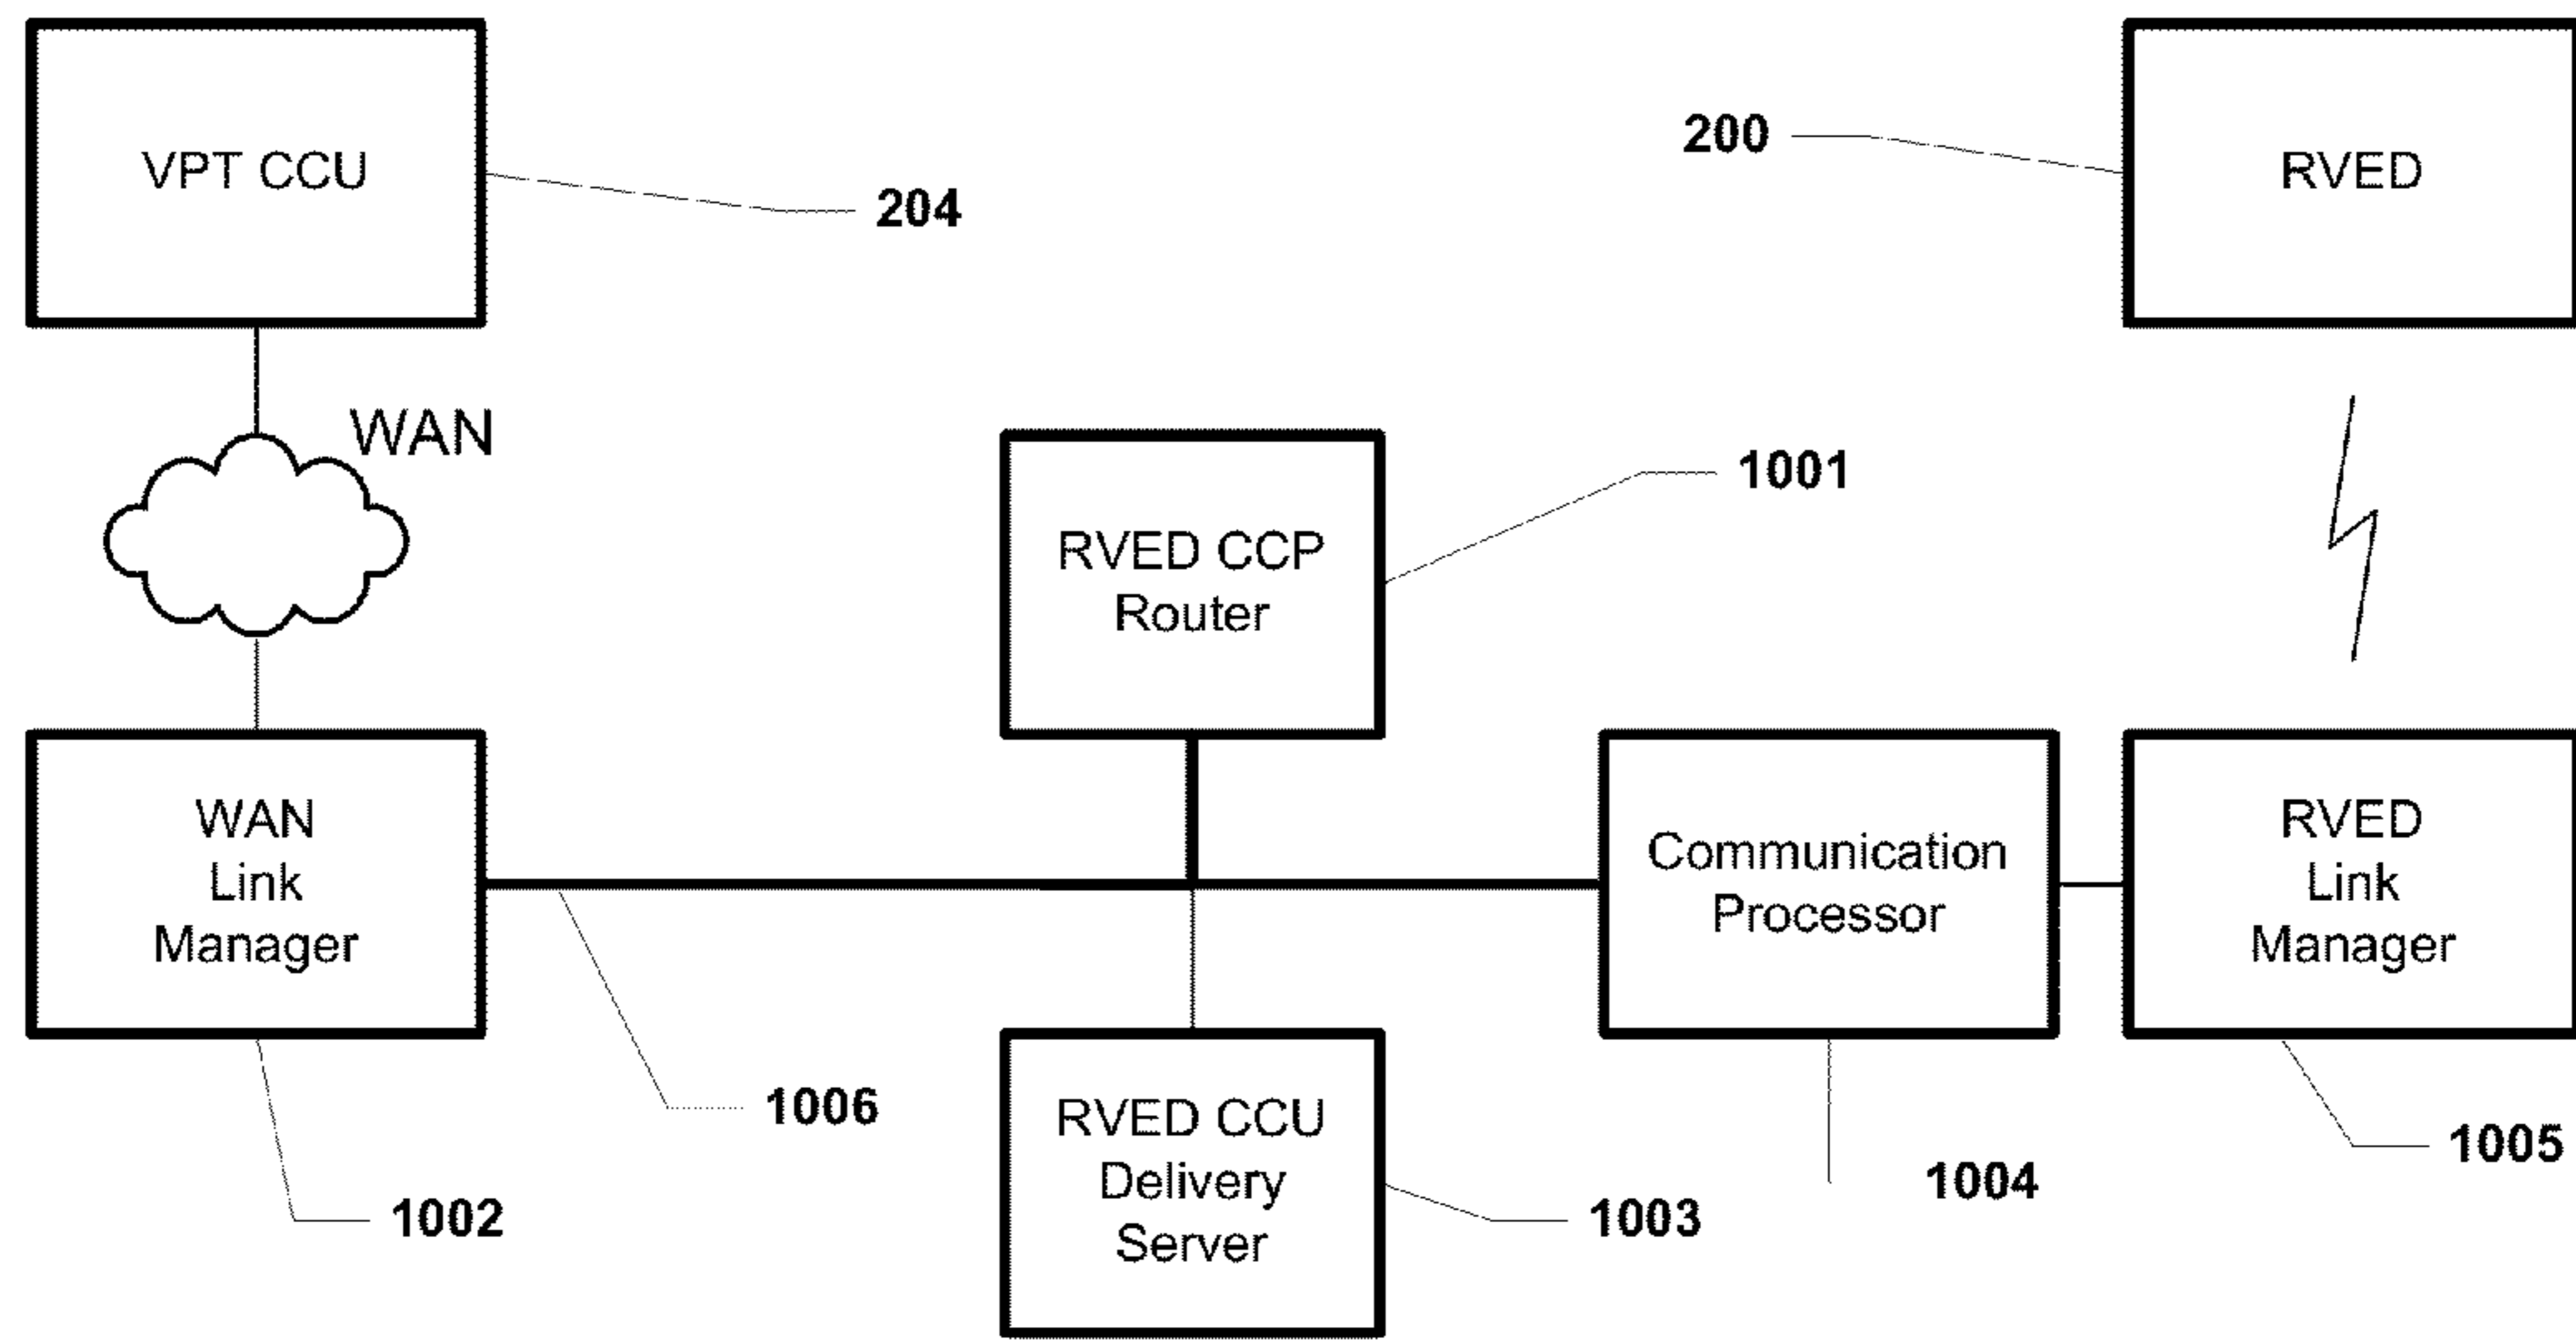 VPT CCU
204
200
RVED
WAN
RVED CCP
Router
1001
WAN
Link
Manager
Communication
Processor
RVED
Link
Manager
1006
RVED CCU
Delivery
Server
1002
1003
1004
1005